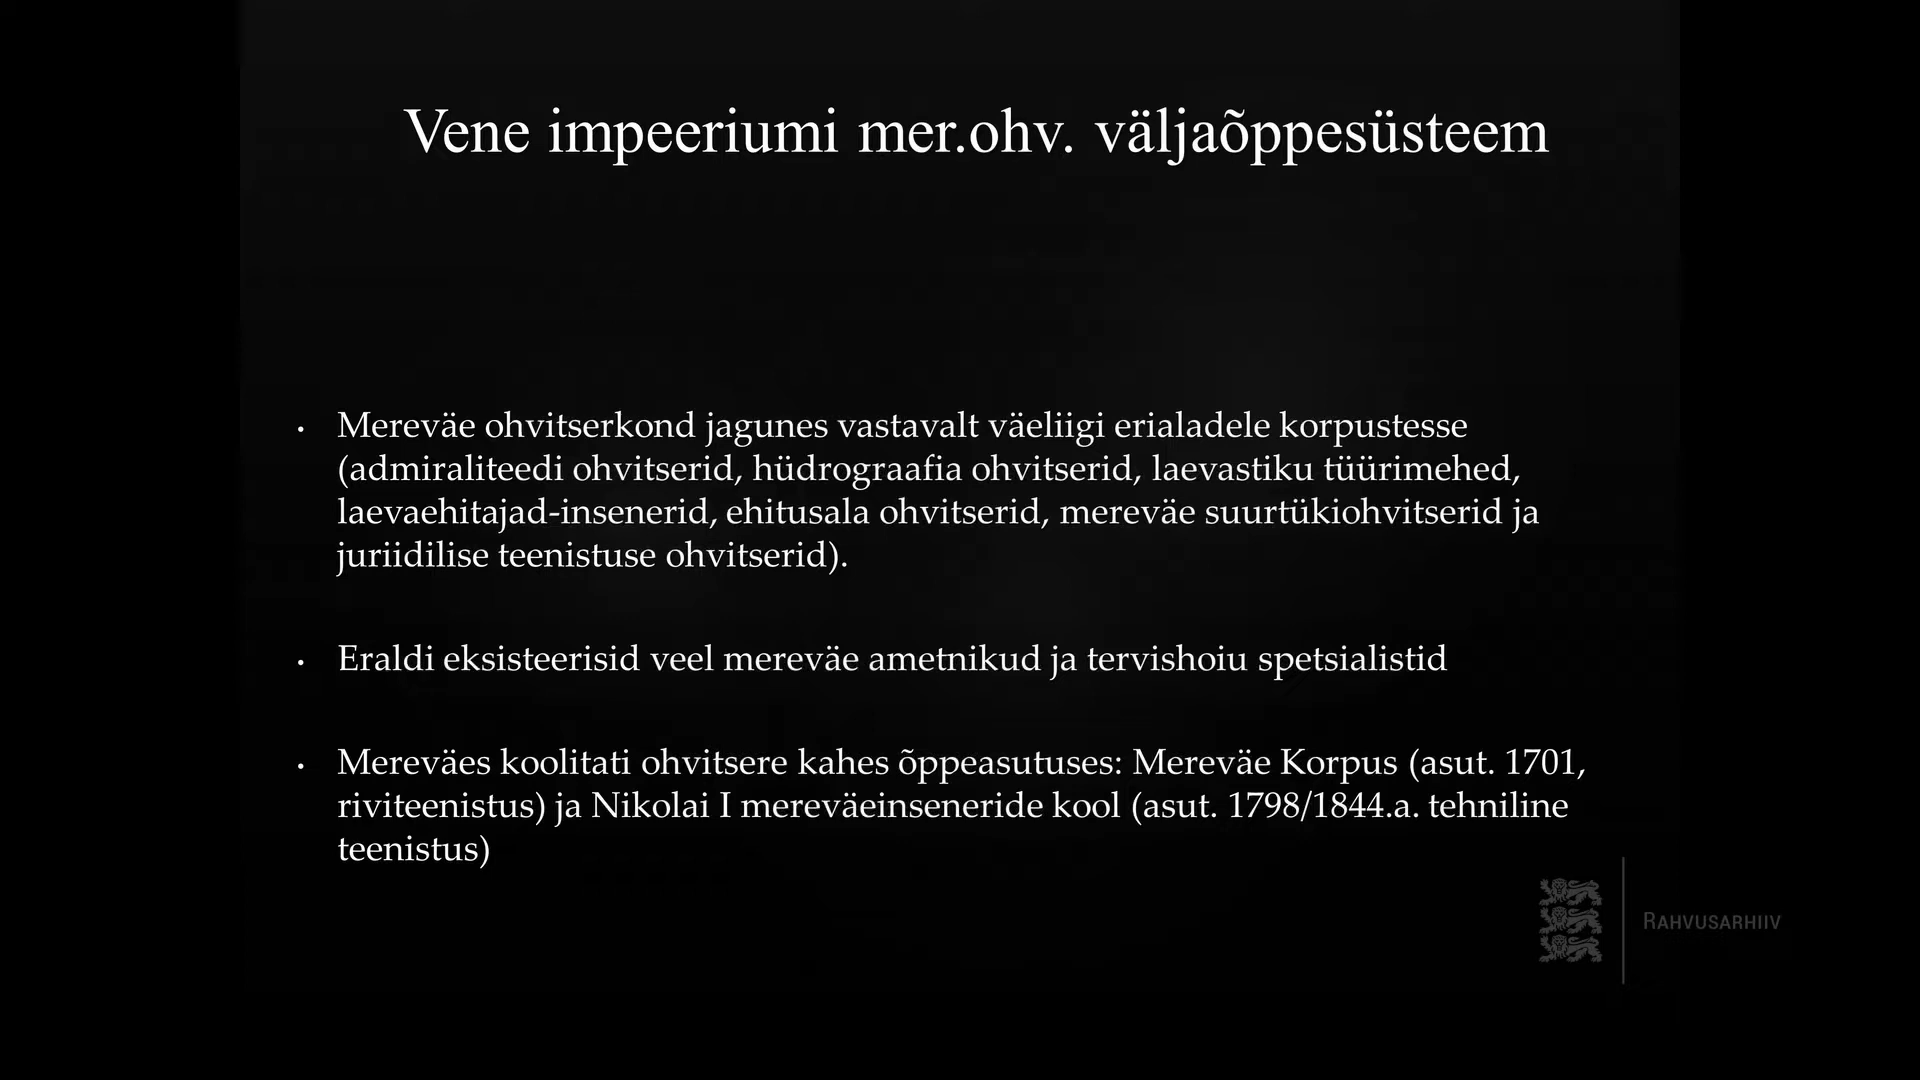 Vene impeeriumi mer.ohv. väljaõppesüsteem
• Merevãe ohvitserkond jagunes vastavalt väeliigi erialadele korpustesse
(admiraliteedi ohvitserid, hüdrograafia ohvitserid, laevastiku tüürimehed,
laevaehitajad-insenerid, ehitusala ohvitserid, mereväe suurtükiohvitserid ja
juriidilise teenistuse ohvitserid).
• Eraldi eksisteerisid veel mereväe ametnikud ja tervishoiu spetsialistid
• Mereväes koolitati ohvitsere kahes õppeasutuses: Mereväe Korpus (asut. 1701,
riviteenistus) ja Nikolai I mereväeinseneride kool (asut. 1798/1844.a. tehniline
teenistus)
RAHVUSARHIIV